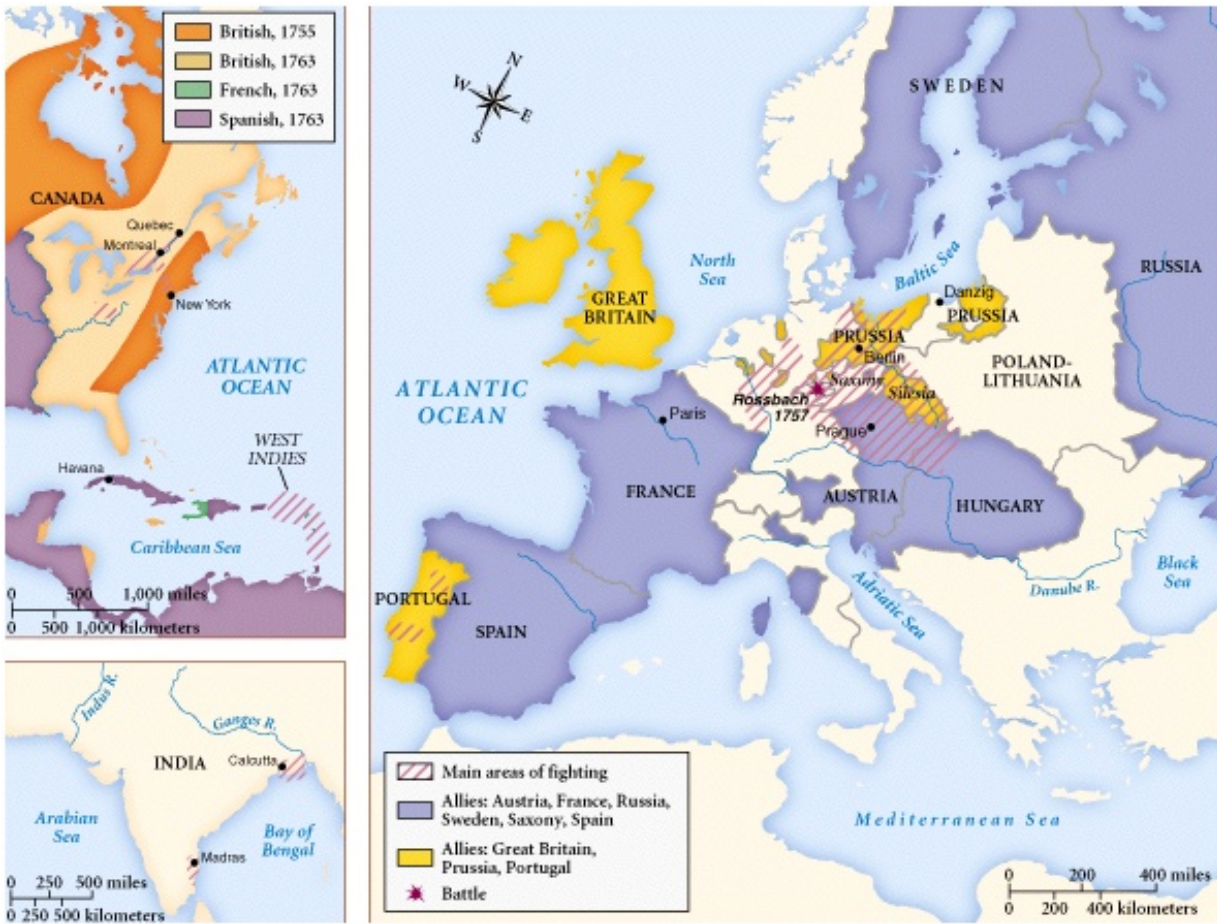 British, 1755
British, 1763
French, 1763
Spanish, 1763
CANADA
Quebec
Montreal
New York
ATLANTIC
OCEAN
WEST
INDIES
Havana
Caribbean Sea
0 500 1,000 miles
0 500 1,000 kilometers
INDIA
Indus R.
Ganges R.
Calcutta
Arabian
Sea
Bay of
Bengal
Madras
0 250 500 miles
0 250 500 kilometers
N
W
E
S
SWEDEN
North
Sea
Baltic Sea
RUSSIA
GREAT
BRITAIN
Danzig
PRUSSIA
PRUSSIA
Berlin
POLAND-
LITHUANIA
Saxony
Silesia
Rossbach
1757
ATLANTIC
OCEAN
Paris
Prague
FRANCE
AUSTRIA
HUNGARY
Black
Sea
Danube R.
Adriatic Sea
PORTUGAL
SPAIN
Mediterranean Sea
Main areas of fighting
Allies: Austria, France, Russia,
Sweden, Saxony, Spain
Allies: Great Britain,
Prussia, Portugal
Battle
0 200 400 miles
0 200 400 kilometers